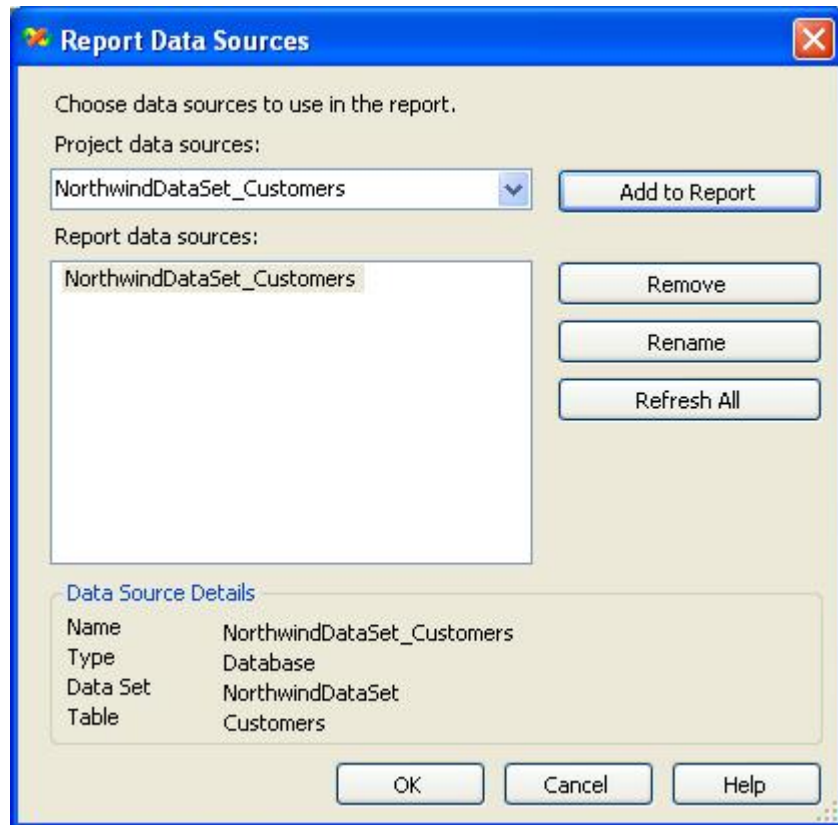 Report Data Sources
Choose data sources to use in the report.
Project data sources:
NorthwindDataSet_Customers
Add to Report
Report data sources:
NorthwindDataSet_Customers
Remove
Rename
Refresh All
Data Source Details
Name NorthwindDataSet_Customers
Type Database
Data Set NorthwindDataSet
Table Customers
OK Cancel Help